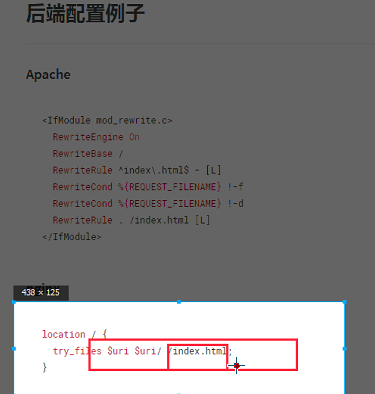 后端配置例子
Apache
<IfModule mod_rewrite.c>
RewriteEngine On
RewriteBase /
RewriteRule ^index\.html$ - [L]
RewriteCond %{REQUEST_FILENAME} !-f
RewriteCond %{REQUEST_FILENAME} !-d
RewriteRule . /index.html [L]
</IfModule>
438 × 125
location / {
try_files $uri $uri/ /index.html;
}